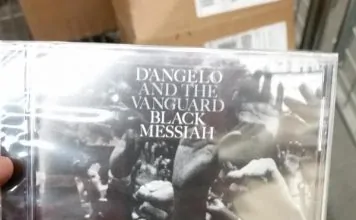 D'ANGELO
AND THE
VANGUARD
BLACK
MESSIAH